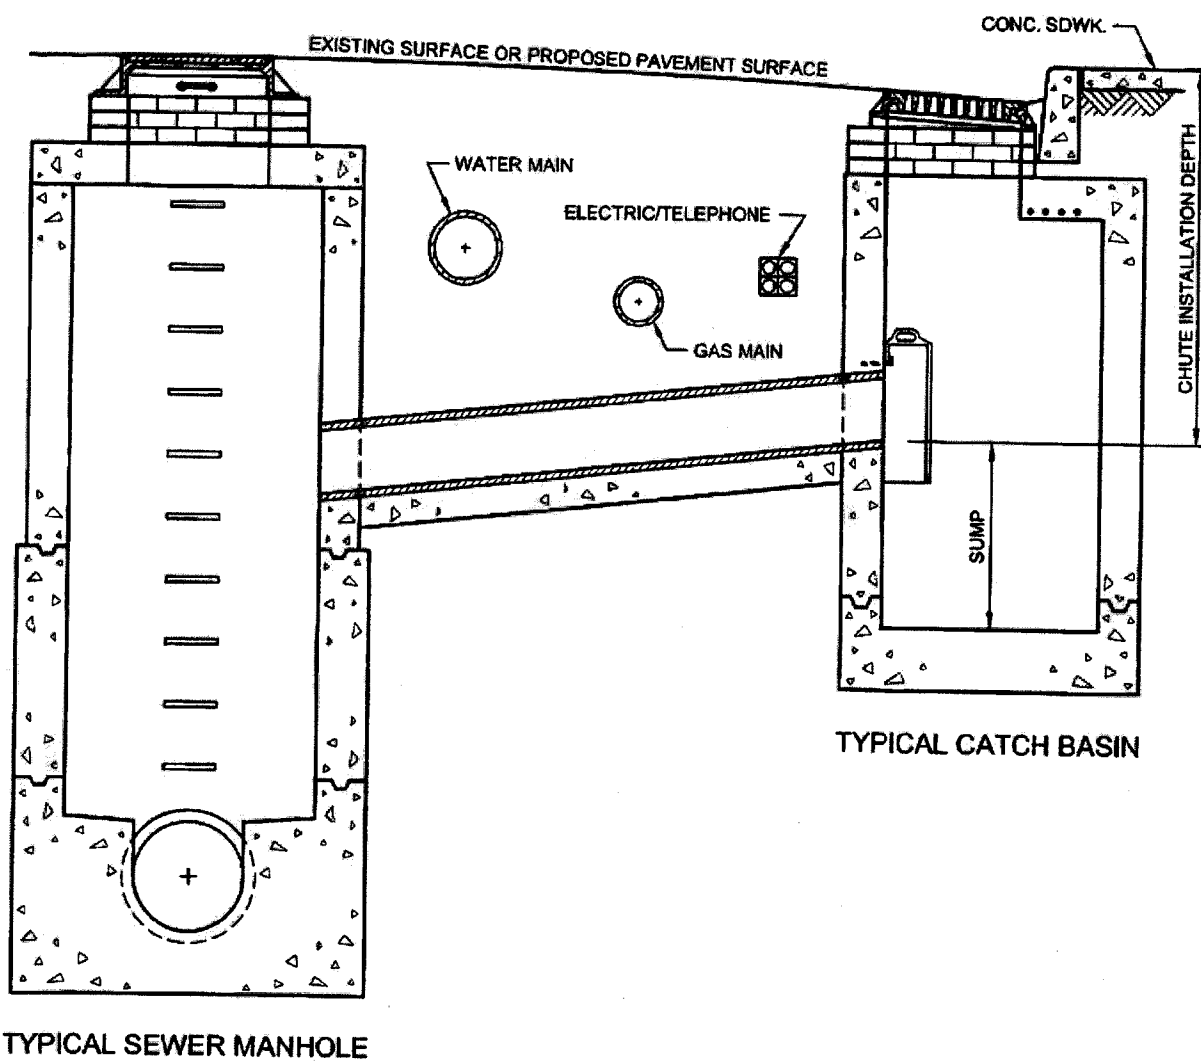 CONC. SDWK.
EXISTING SURFACE OR PROPOSED PAVEMENT SURFACE
WATER MAIN
ELECTRIC/TELEPHONE
GAS MAIN
CHUTE INSTALLATION DEPTH
SUMP
TYPICAL CATCH BASIN
TYPICAL SEWER MANHOLE